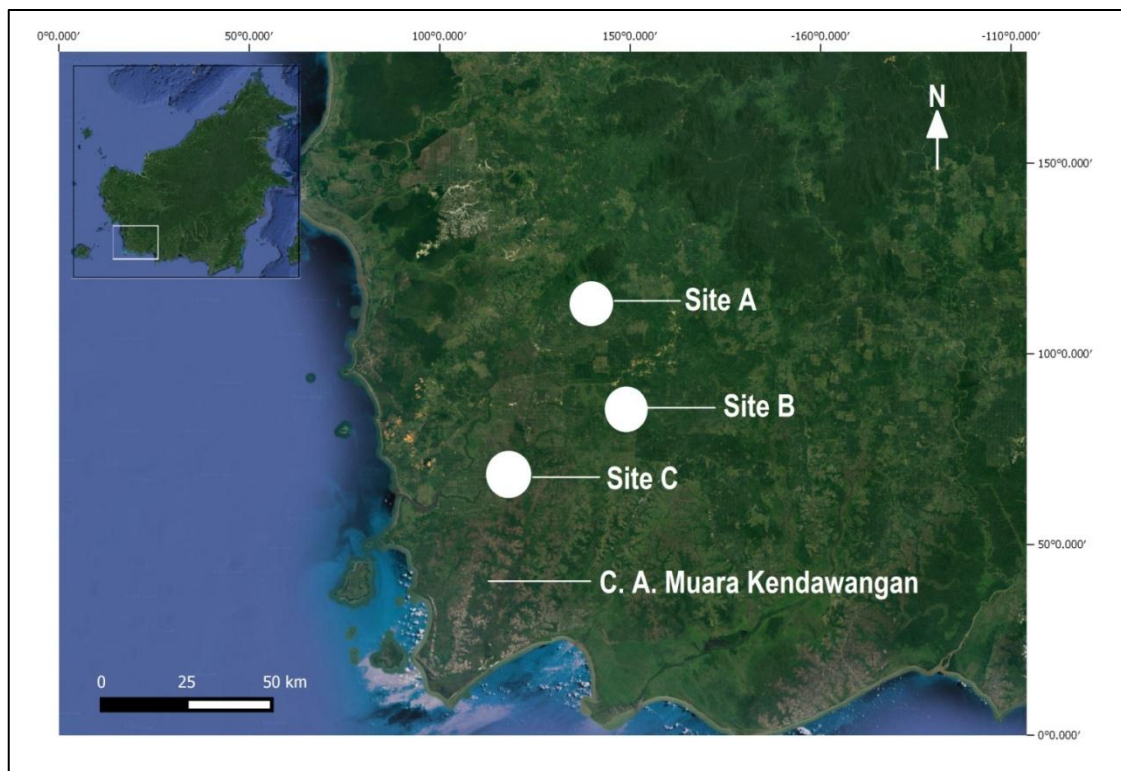 0°0.000′ 50°0.000′ 100°0.000′ 150°0.000′ -160°0.000′ -110°0.000′
N
150°0.000′
Site A
100°0.000′
Site B
Site C
50°0.000′
C. A. Muara Kendawangan
0 25 50 km
0°0.000′